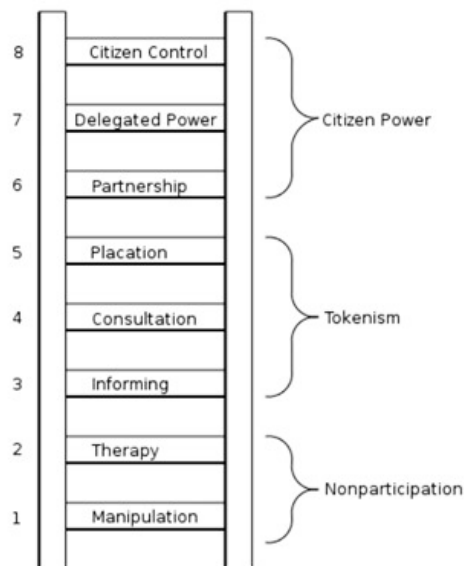 8 Citizen Control
7 Delegated Power
Citizen Power
6 Partnership
5 Placation
4 Consultation
Tokenism
3 Informing
2 Therapy
Nonparticipation
1 Manipulation